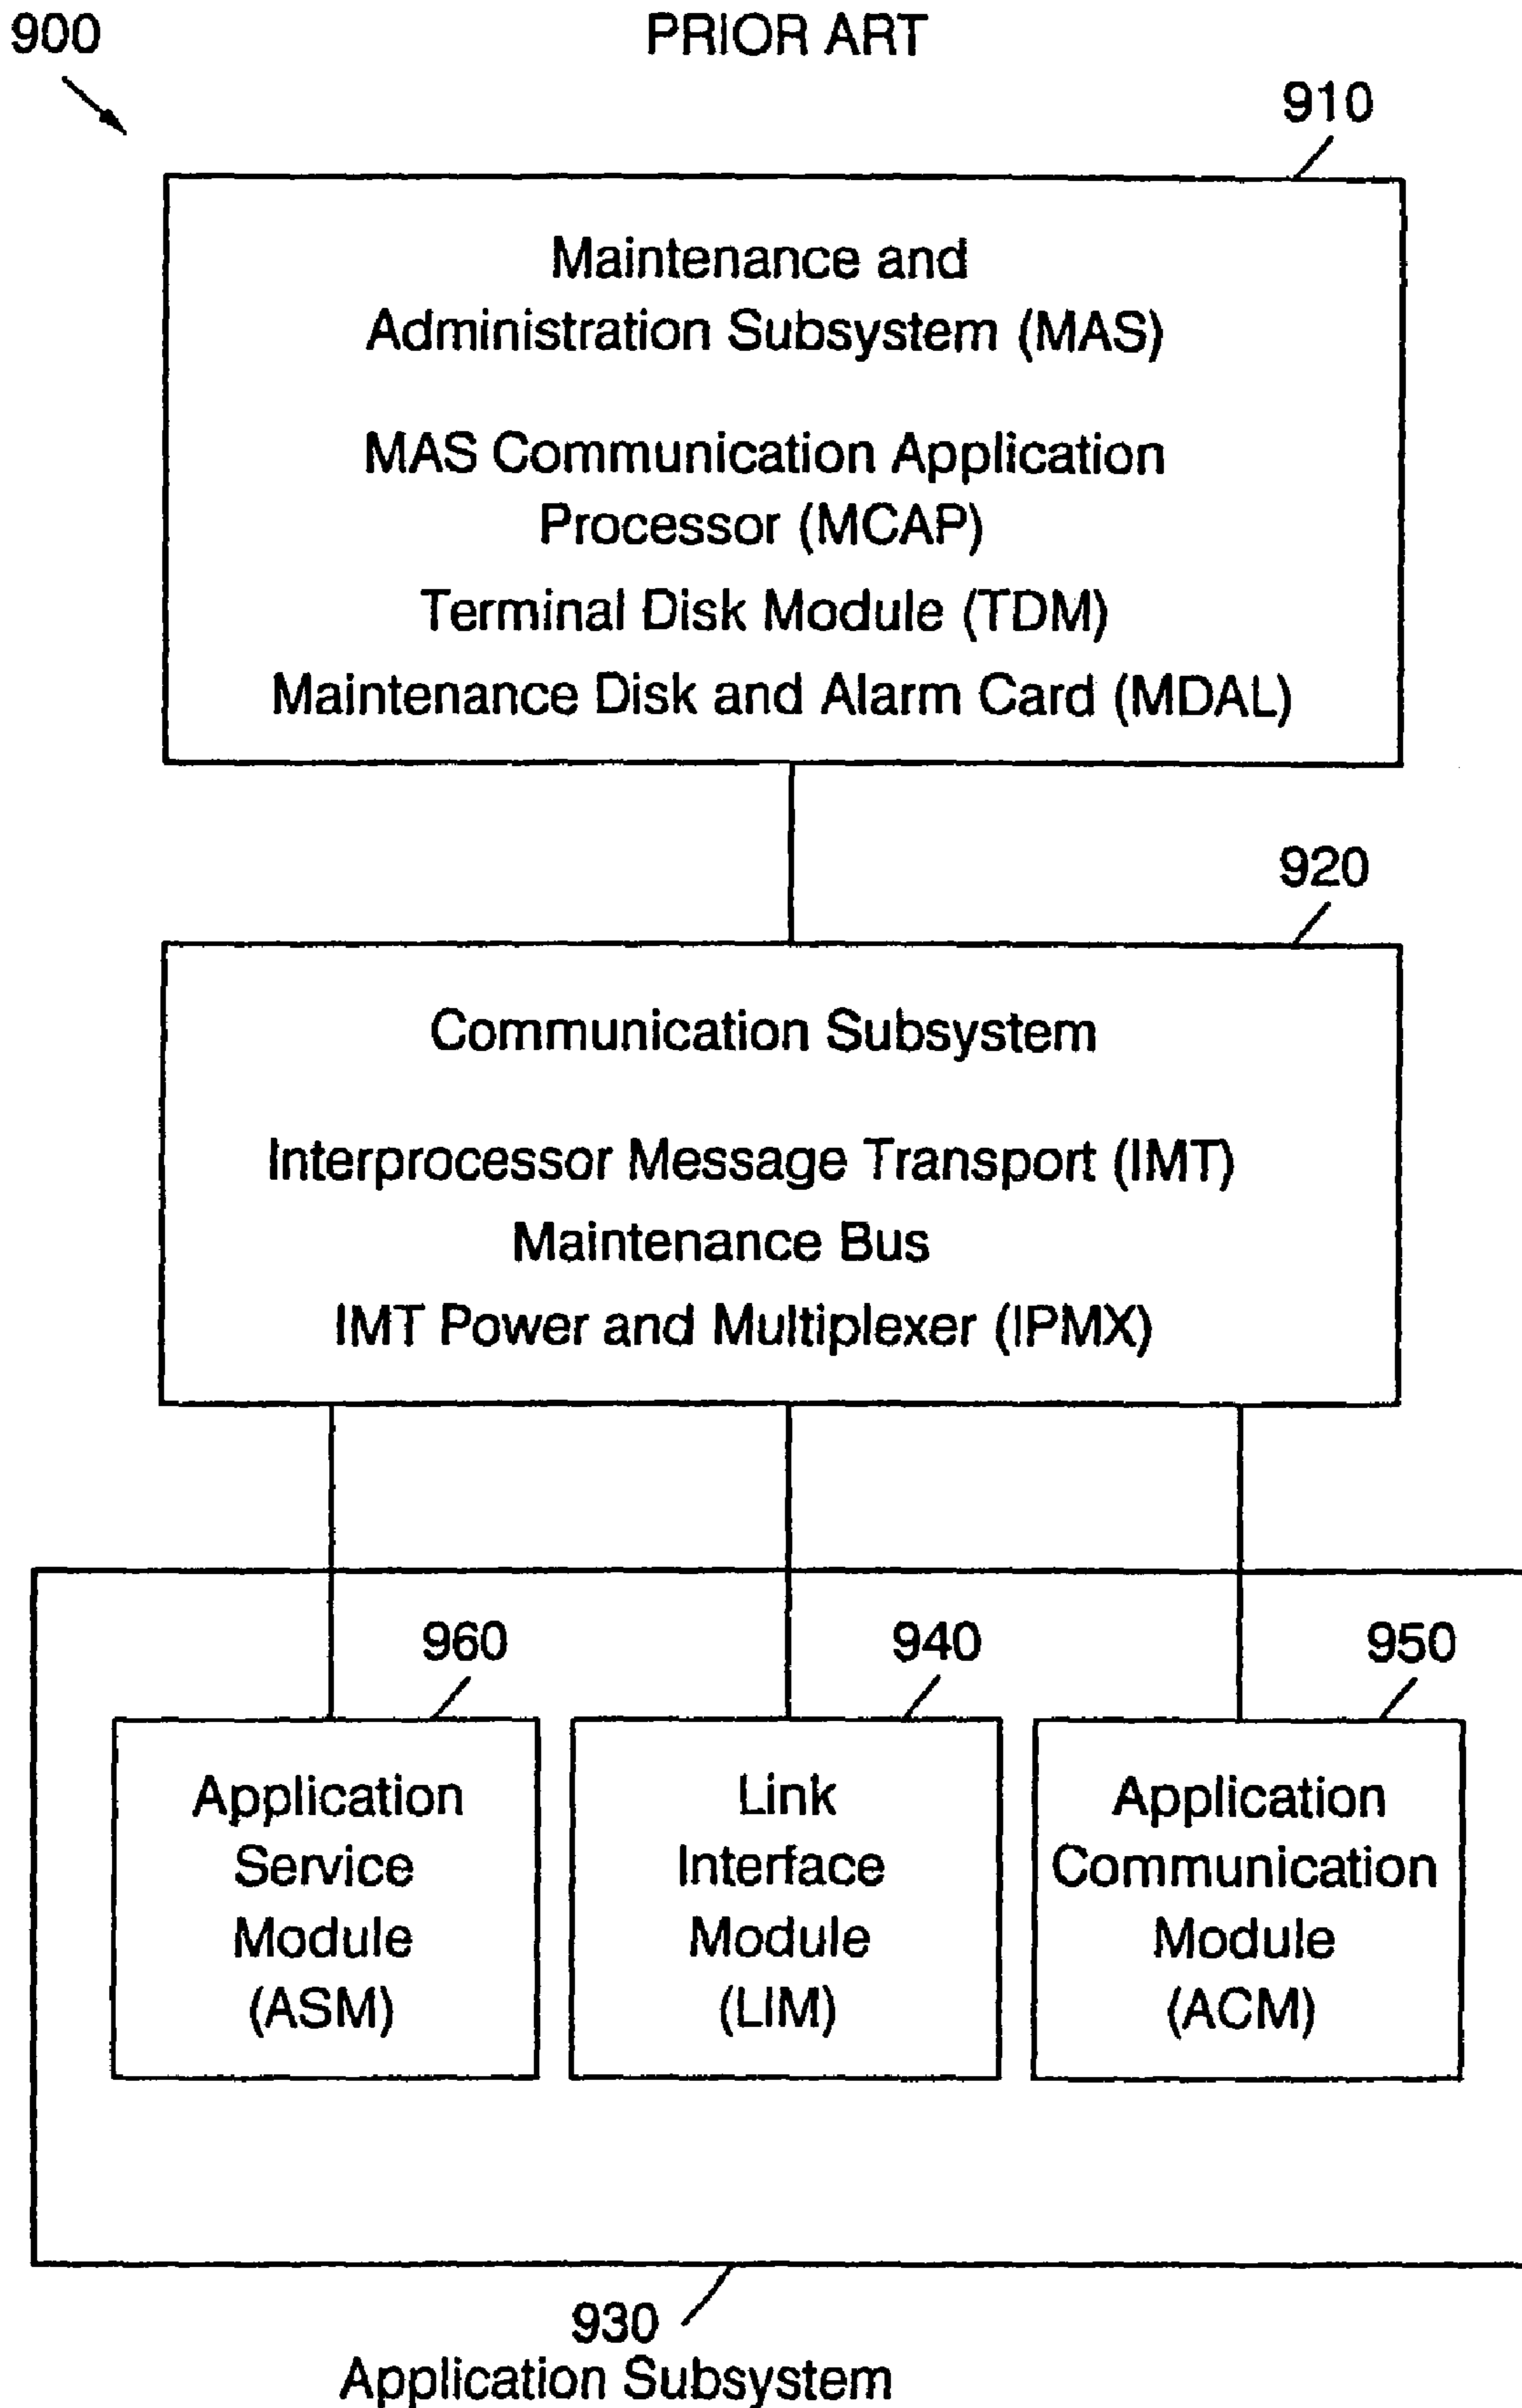 900
PRIOR ART
910
Maintenance and
Administration Subsystem (MAS)
MAS Communication Application
Processor (MCAP)
Terminal Disk Module (TDM)
Maintenance Disk and Alarm Card (MDAL)
920
Communication Subsystem
Interprocessor Message Transport (IMT)
Maintenance Bus
IMT Power and Multiplexer (IPMX)
960
Application
Service
Module
(ASM)
940
Link
Interface
Module
(LIM)
950
Application
Communication
Module
(ACM)
930
Application Subsystem